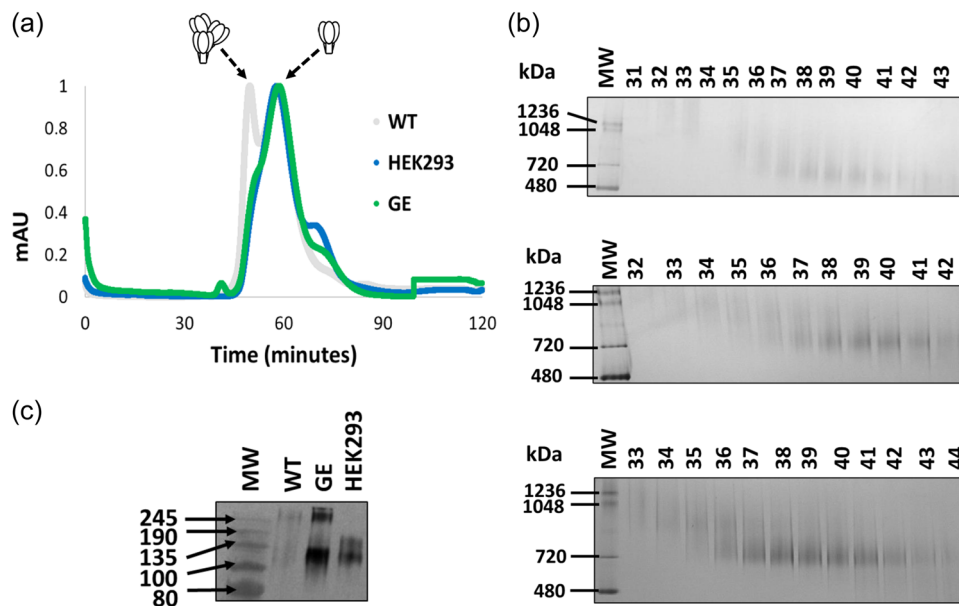 (a)
WT
HEK293
GE
1
0.8
0.6
0.4
0.2
0
mAU
0 30 60 90 120
Time (minutes)
(b)
kDa MW 31 32 33 34 35 36 37 38 39 40 41 42 43
1236
1048
720
480
32 33 34 35 36 37 38 39 40 41 42
1236
1048
720
480
kDa MW 33 34 35 36 37 38 39 40 41 42 43 44
1236
1048
720
480
(c)
MW WT GE HEK293
245
190
135
100
80